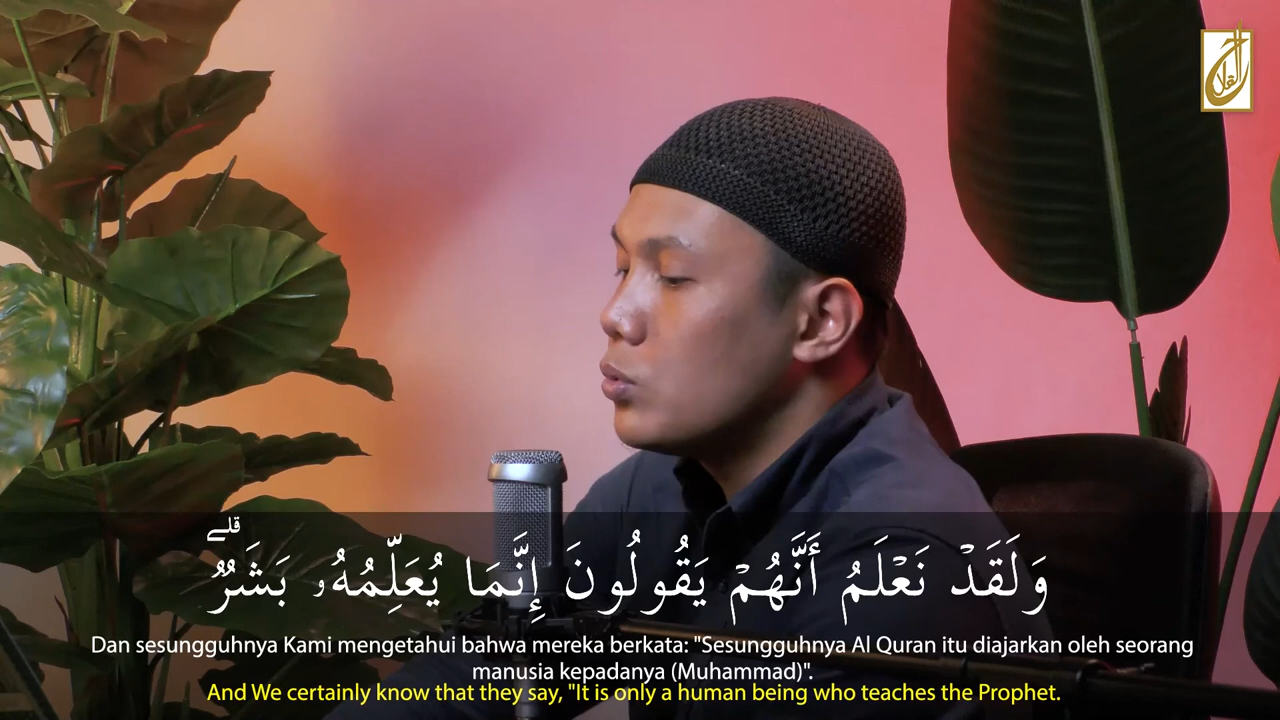 وَلَقَدْ نَعْلَمُ أَنَّهُمْ يَقُولُونَ إِنَّمَا يُعَلِّمُهُۥ بَشَرٌ ۗ
Dan sesungguhnya Kami mengetahui bahwa mereka berkata: "Sesungguhnya Al Quran itu diajarkan oleh seorang
manusia kepadanya (Muhammad)".
And We certainly know that they say, "It is only a human being who teaches the Prophet.